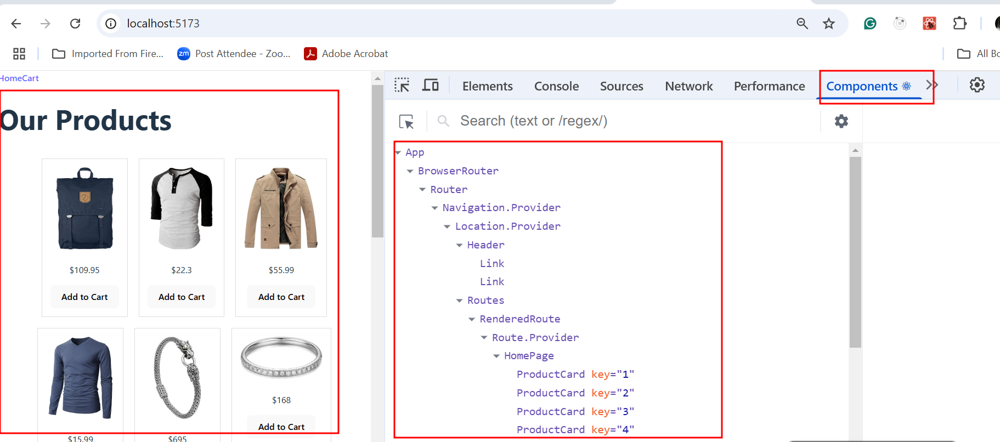 localhost:5173
Imported From Fire...
zm
Post Attendee - Zoo...
Adobe Acrobat
All Bo
HomeCart
Our Products
$109.95
$22.3
$55.99
Add to Cart
Add to Cart
Add to Cart
$168
Add to Cart
$15.99
$695
Elements
Console
Sources
Network
Performance
Components
Search (text or /regex/)
App
BrowserRouter
Router
Navigation.Provider
Location.Provider
Header
Link
Link
Routes
RenderedRoute
Route.Provider
HomePage
ProductCard key="1"
ProductCard key="2"
ProductCard key="3"
ProductCard key="4"